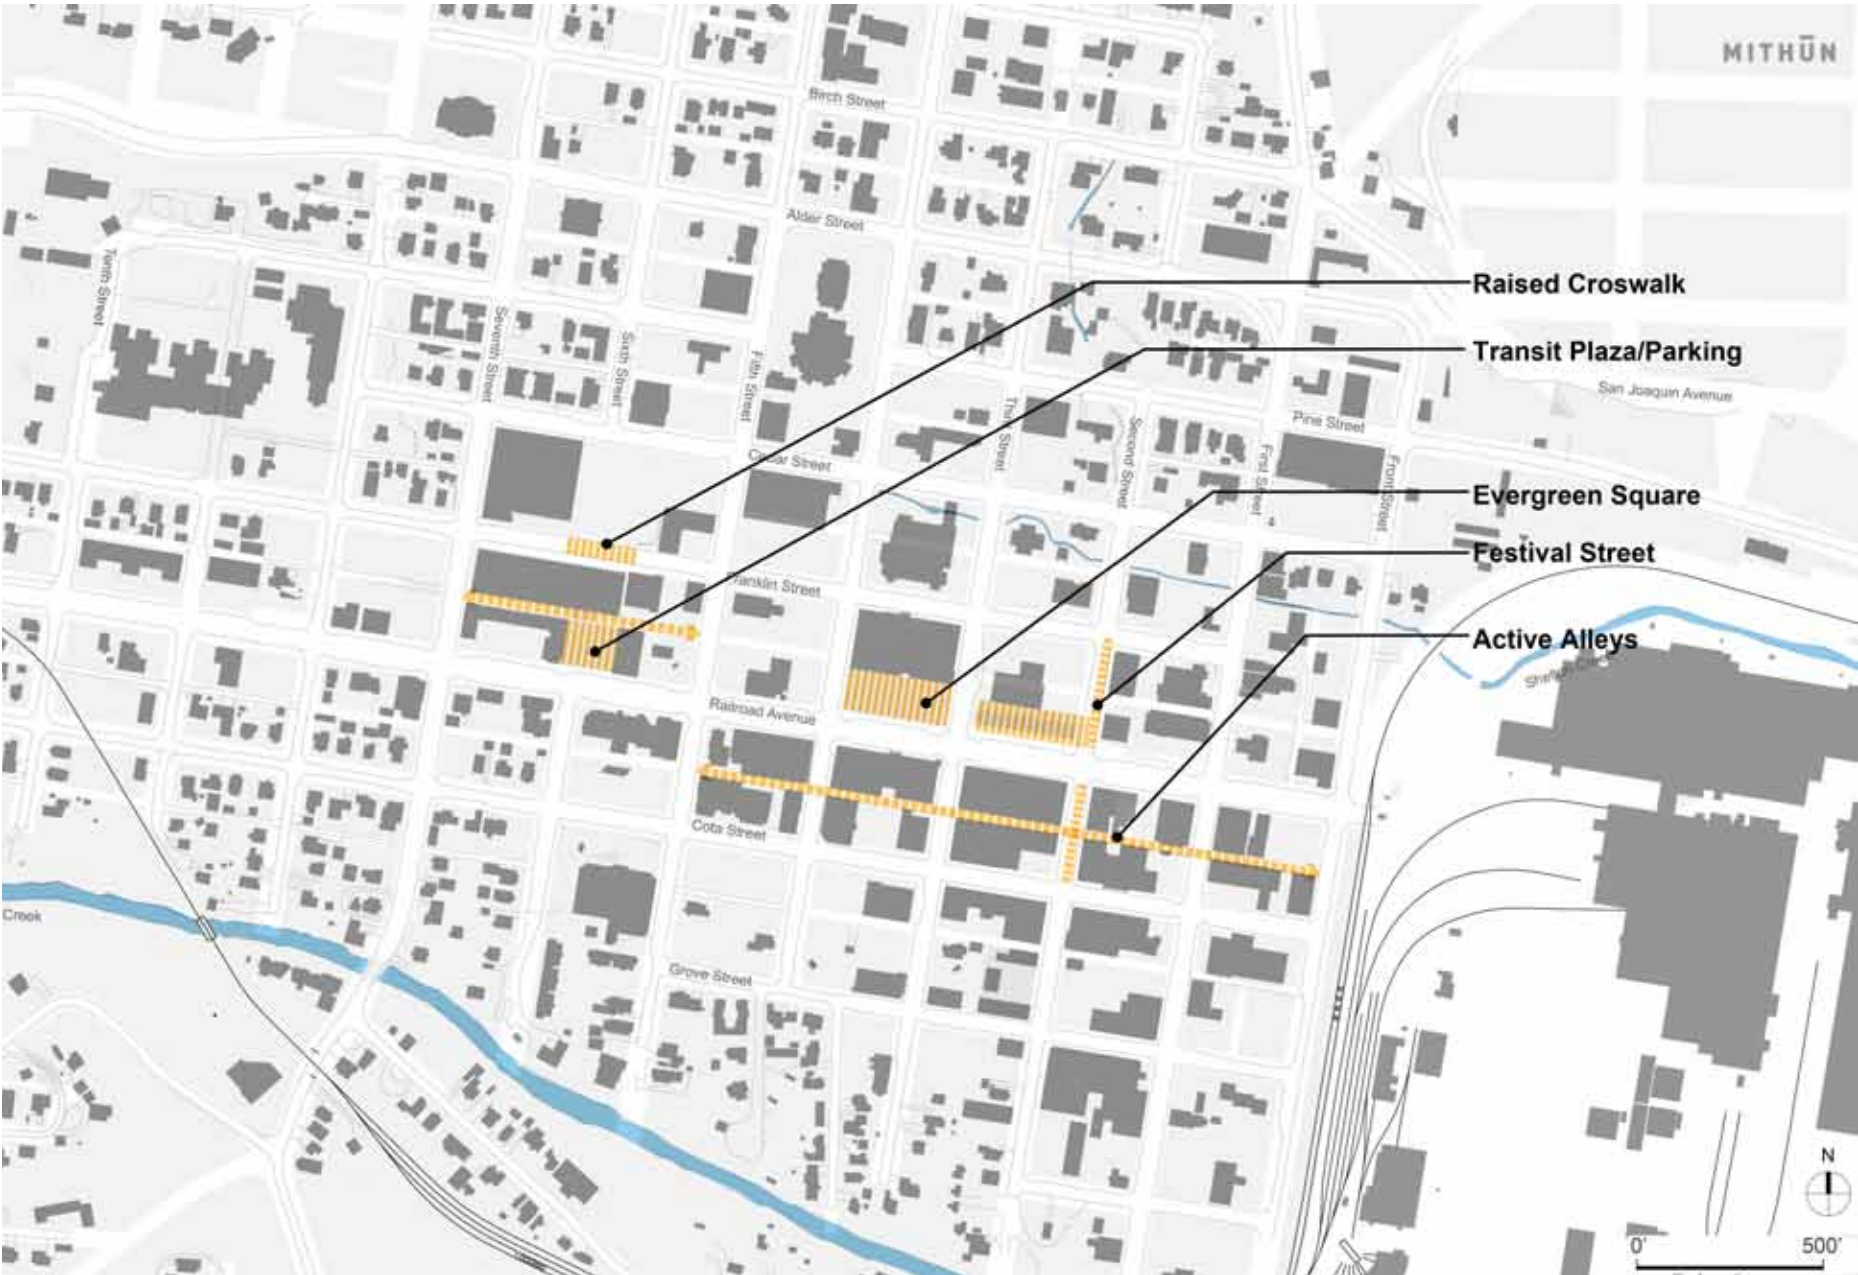 MITHŪN
Birch Street
Alder Street
Tenth Street
Raised Croswalk
Seventh Street
Sixth Street
Fifth Street
Transit Plaza/Parking
San Joaquin Avenue
Pine Street
Street
Second Street
First Street
Front Street
Cedar Street
Evergreen Square
Festival Street
Franklin Street
Active Alleys
Railroad Avenue
Cota Street
Creek
Grove Street
N
0'
500'